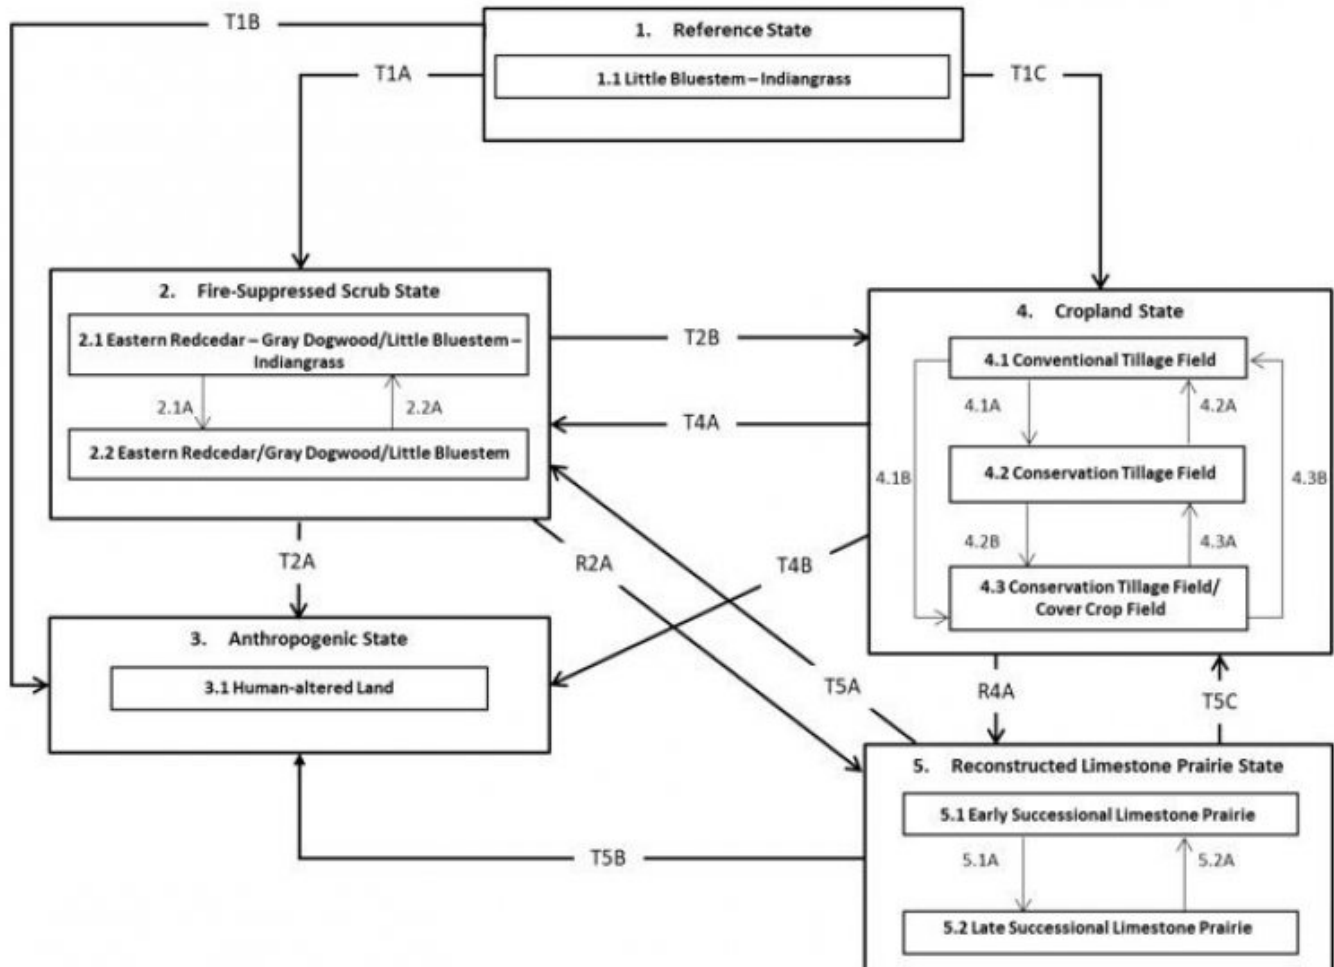 T1B
1. Reference State
T1A
1.1 Little Bluestem – Indiangrass
T1C
2. Fire-Suppressed Scrub State
2.1 Eastern Redcedar – Gray Dogwood/Little Bluestem –
Indiangrass
2.1A
2.2A
2.2 Eastern Redcedar/Gray Dogwood/Little Bluestem
T2B
T4A
4. Cropland State
4.1 Conventional Tillage Field
4.1A
4.2A
4.2 Conservation Tillage Field
4.1B
4.3B
4.2B
4.3A
4.3 Conservation Tillage Field/
Cover Crop Field
T2A
R2A
T4B
3. Anthropogenic State
3.1 Human-altered Land
T5A
R4A
T5C
5. Reconstructed Limestone Prairie State
5.1 Early Successional Limestone Prairie
5.1A
5.2A
5.2 Late Successional Limestone Prairie
T5B